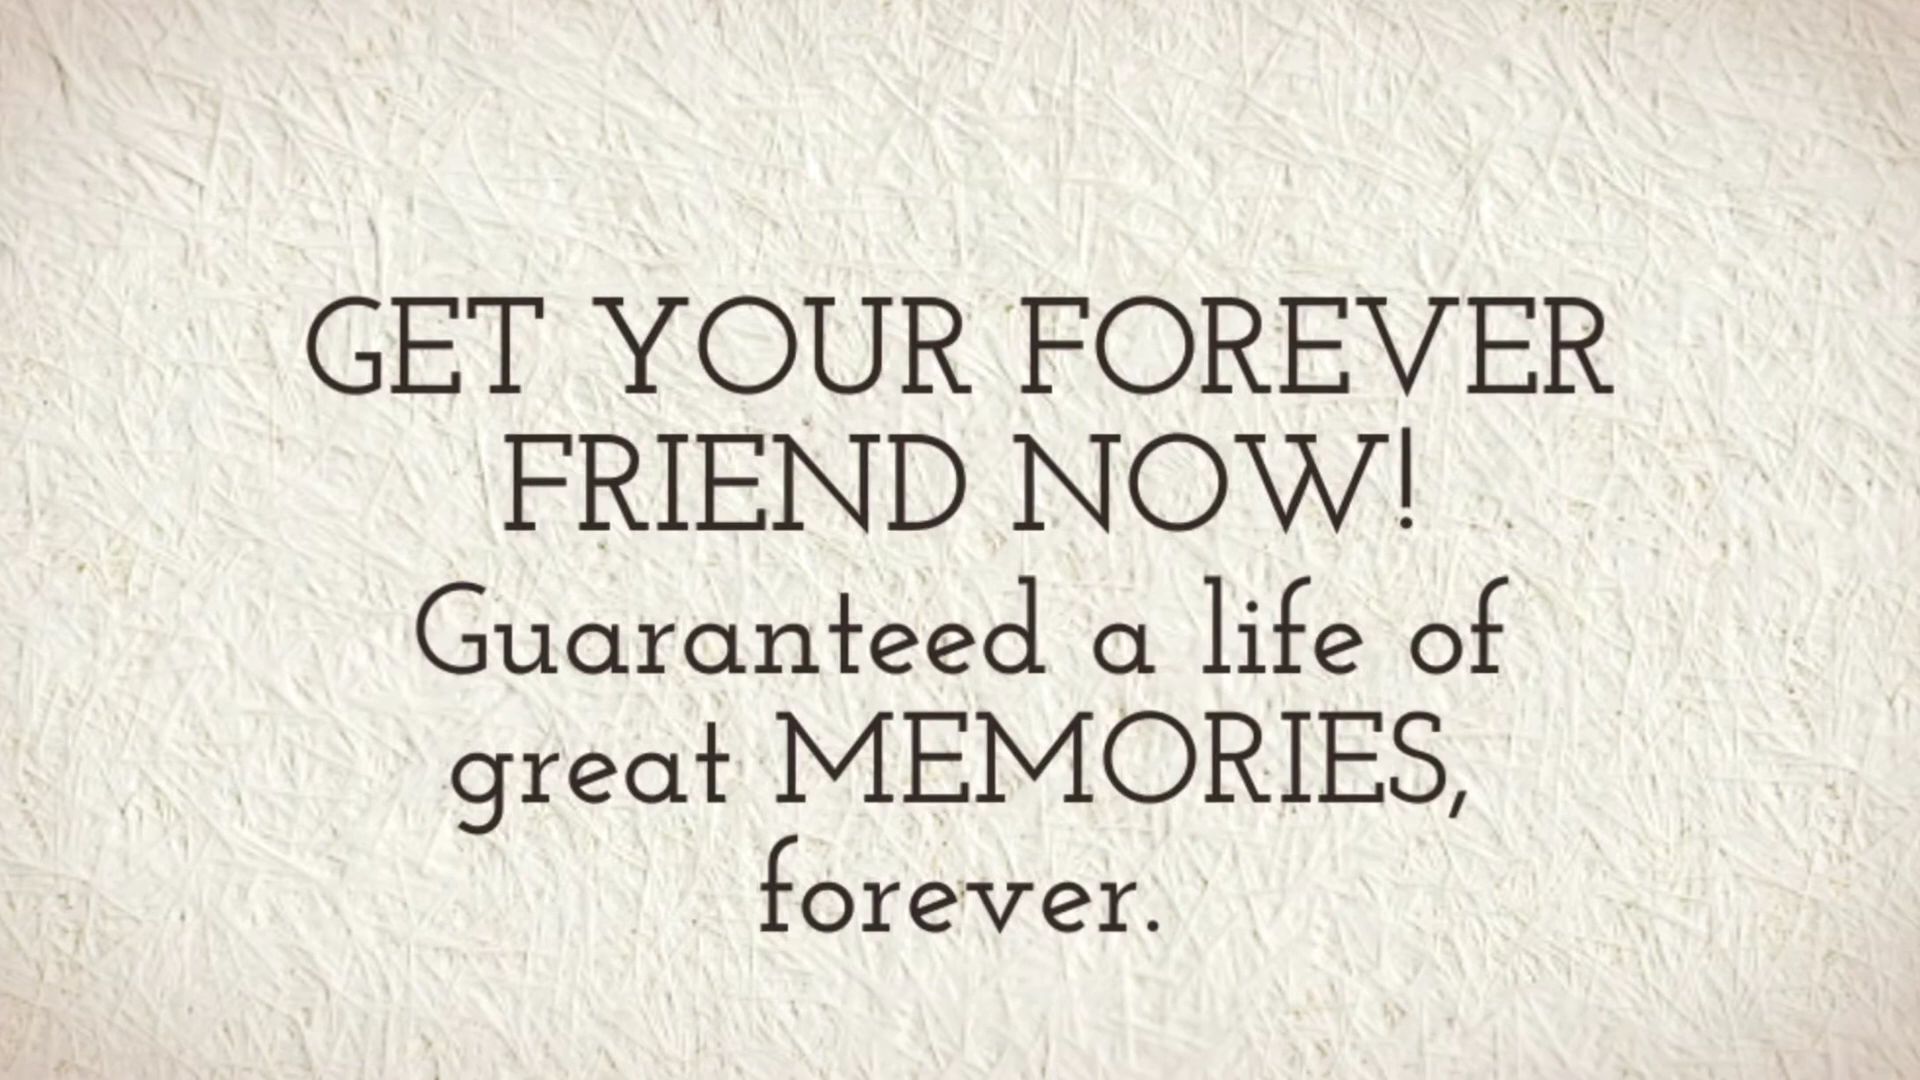 GET YOUR FOREVER
FRIEND NOW!
Guaranteed a life of
great MEMORIES,
forever.